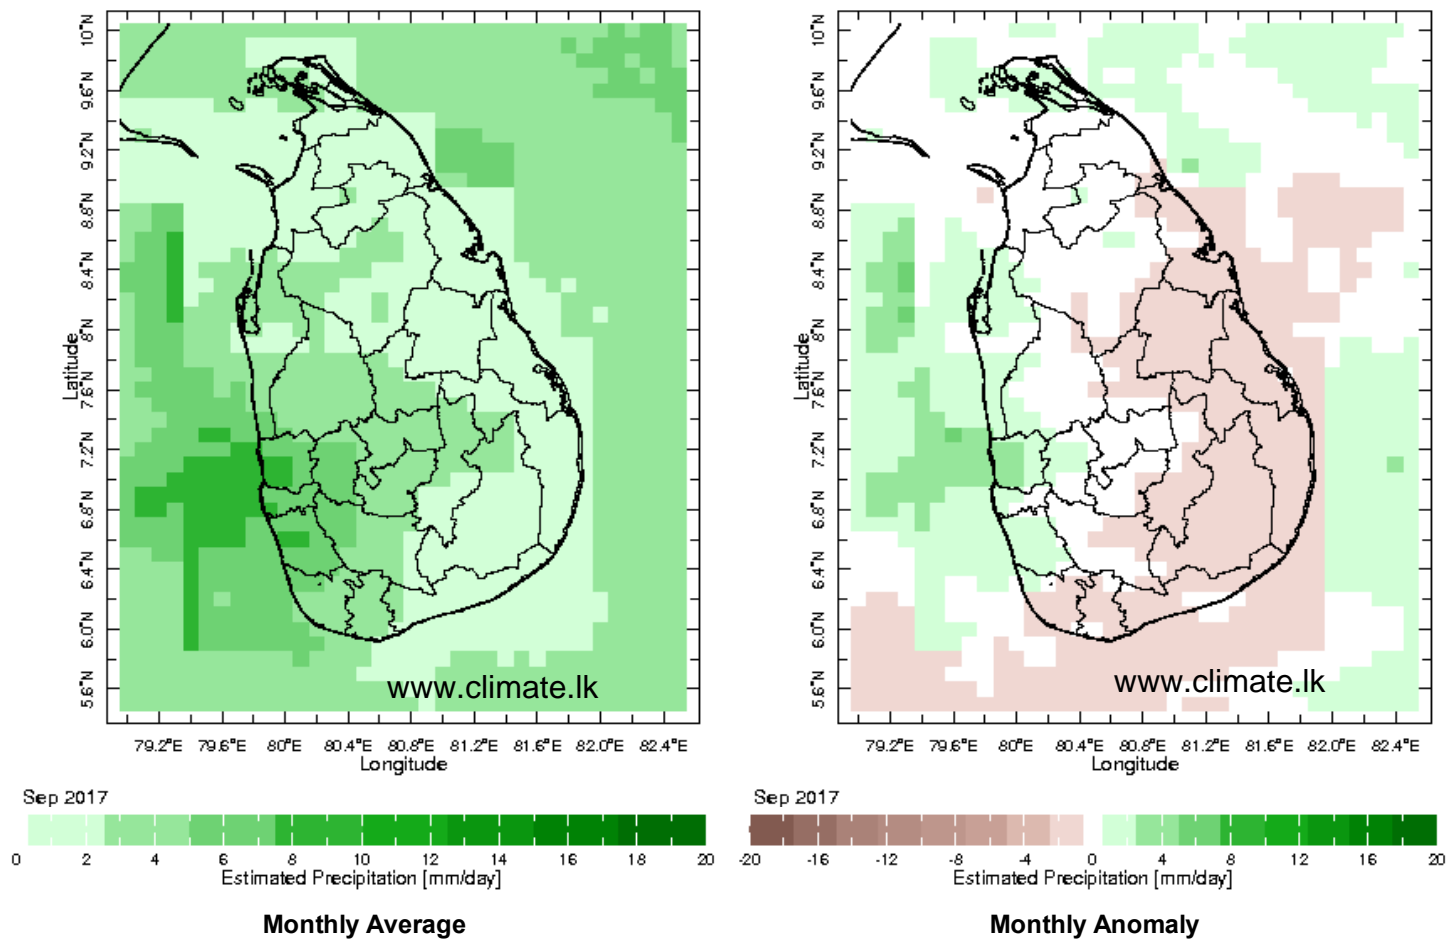 10°N
9.6°N
9.2°N
8.8°N
8.4°N
8°N
7.6°N
7.2°N
6.8°N
6.4°N
6.0°N
5.6°N
Latitude
www.climate.lk
79.2°E 79.6°E 80°E 80.4°E 80.8°E 81.2°E 81.6°E 82.0°E 82.4°E
Longitude
Sep 2017
0 2 4 6 8 10 12 14 16 18 20
Estimated Precipitation [mm/day]
Monthly Average
10°N
9.6°N
9.2°N
8.8°N
8.4°N
8°N
7.6°N
7.2°N
6.8°N
6.4°N
6.0°N
5.6°N
Latitude
www.climate.lk
79.2°E 79.6°E 80°E 80.4°E 80.8°E 81.2°E 81.6°E 82.0°E 82.4°E
Longitude
Sep 2017
-20 -16 -12 -8 -4 0 4 8 12 16 20
Estimated Precipitation [mm/day]
Monthly Anomaly